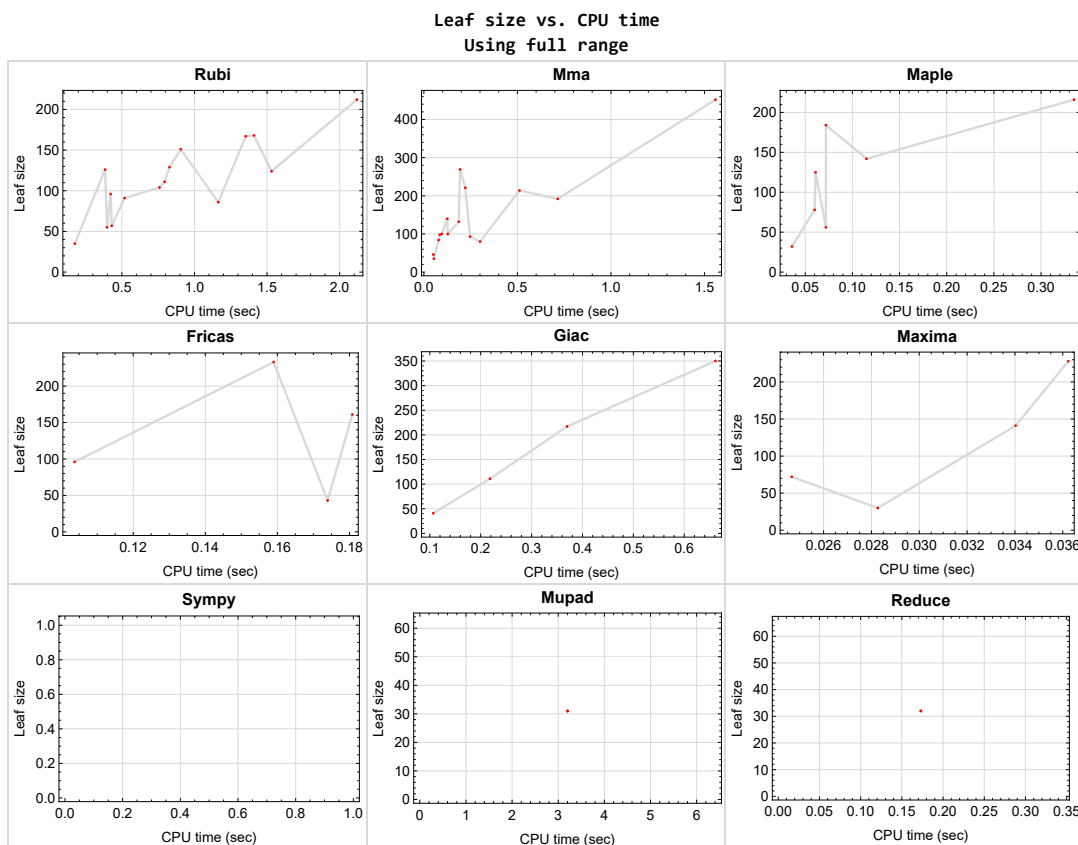 Leaf size vs. CPU time
Using full range
Rubi
Leaf size
200
150
100
50
0
0.5 1.0 1.5 2.0
CPU time (sec)
Mma
Leaf size
400
300
200
100
0
0.0 0.5 1.0 1.5
CPU time (sec)
Maple
Leaf size
200
150
100
50
0
0.05 0.10 0.15 0.20 0.25 0.30
CPU time (sec)
Fricas
Leaf size
200
150
100
50
0
0.12 0.14 0.16 0.18
CPU time (sec)
Giac
Leaf size
350
300
250
200
150
100
50
0
0.1 0.2 0.3 0.4 0.5 0.6
CPU time (sec)
Maxima
Leaf size
200
150
100
50
0
0.026 0.028 0.030 0.032 0.034 0.036
CPU time (sec)
Sympy
Leaf size
1.0
0.8
0.6
0.4
0.2
0.0
0.0 0.2 0.4 0.6 0.8 1.0
CPU time (sec)
Mupad
Leaf size
60
50
40
30
20
10
0
0 1 2 3 4 5 6
CPU time (sec)
Reduce
Leaf size
60
50
40
30
20
10
0
0.00 0.05 0.10 0.15 0.20 0.25 0.30 0.35
CPU time (sec)